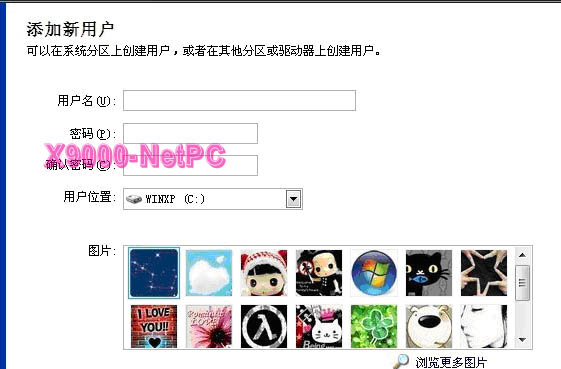 添加新用户
可以在系统分区上创建用户，或者在其他分区或驱动器上创建用户。
用户名(U):
密码(P):
X9000-NetPC
确认密码(C):
用户位置: WINXP (C:)
图片:
I LOVE YOU!!
Romantic LOVE
Being
浏览更多图片